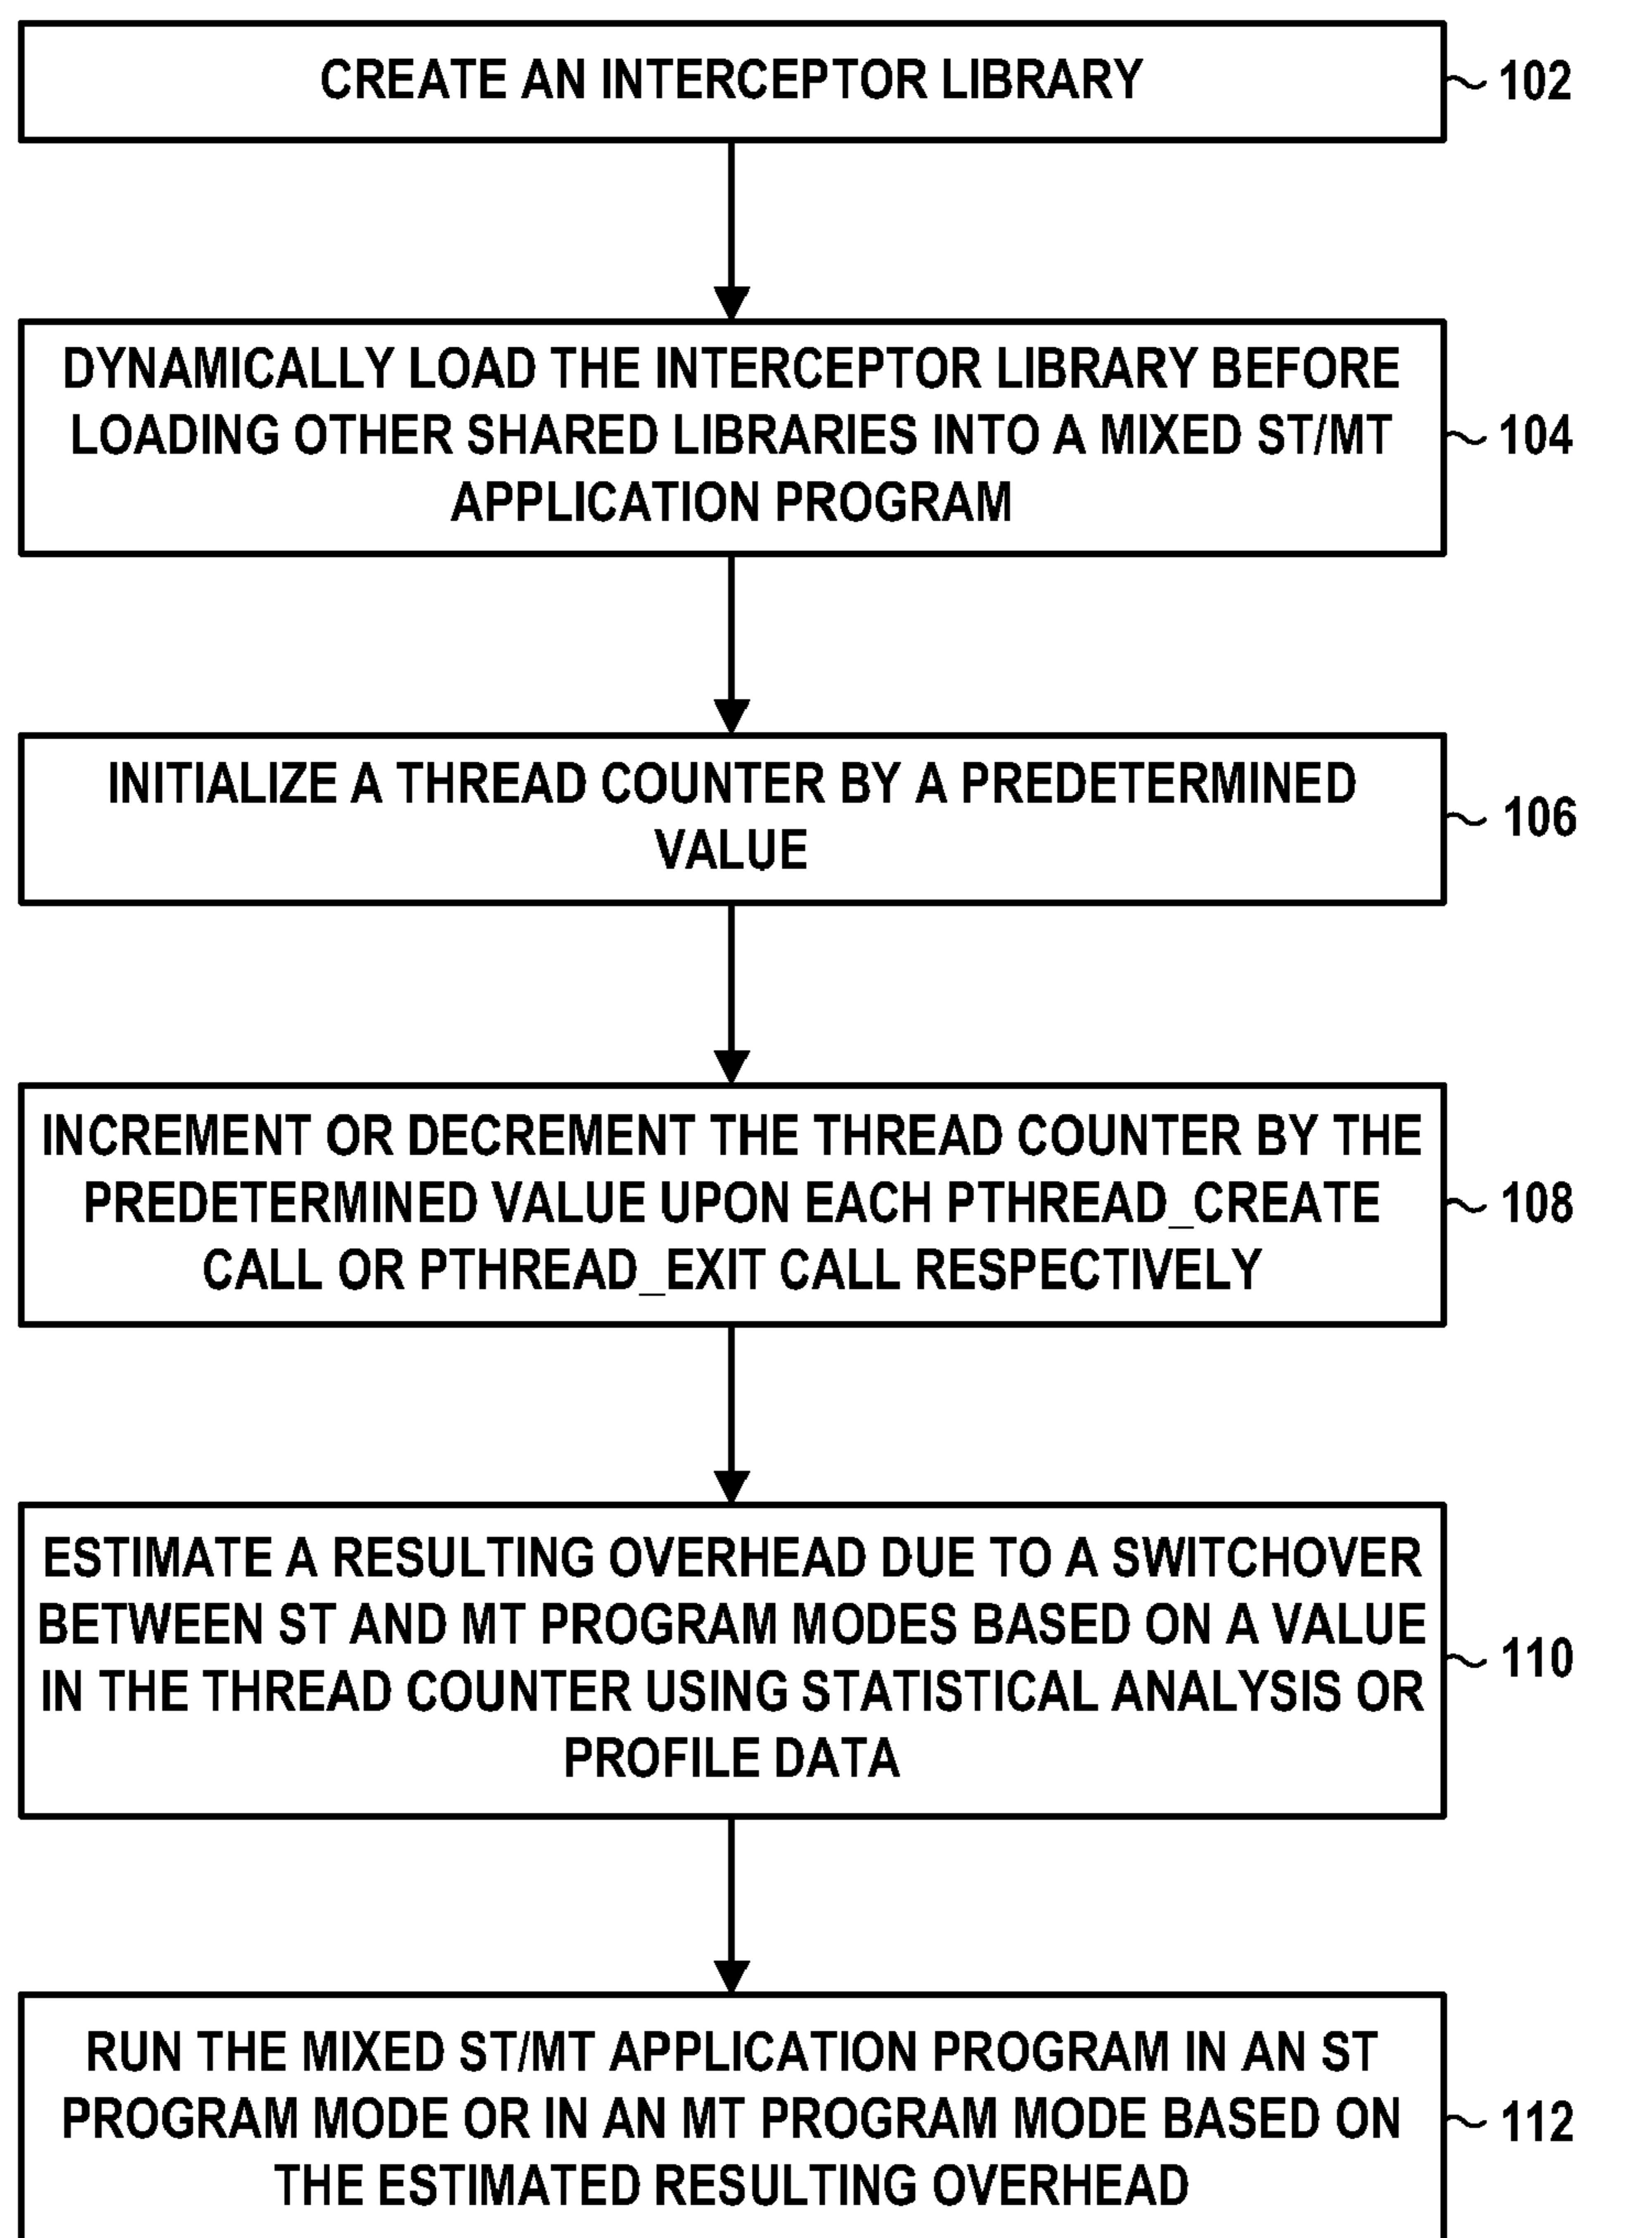 CREATE AN INTERCEPTOR LIBRARY
102
DYNAMICALLY LOAD THE INTERCEPTOR LIBRARY BEFORE
LOADING OTHER SHARED LIBRARIES INTO A MIXED ST/MT
APPLICATION PROGRAM
104
INITIALIZE A THREAD COUNTER BY A PREDETERMINED
VALUE
106
INCREMENT OR DECREMENT THE THREAD COUNTER BY THE
PREDETERMINED VALUE UPON EACH PTHREAD_CREATE
CALL OR PTHREAD_EXIT CALL RESPECTIVELY
108
ESTIMATE A RESULTING OVERHEAD DUE TO A SWITCHOVER
BETWEEN ST AND MT PROGRAM MODES BASED ON A VALUE
IN THE THREAD COUNTER USING STATISTICAL ANALYSIS OR
PROFILE DATA
110
RUN THE MIXED ST/MT APPLICATION PROGRAM IN AN ST
PROGRAM MODE OR IN AN MT PROGRAM MODE BASED ON
THE ESTIMATED RESULTING OVERHEAD
112